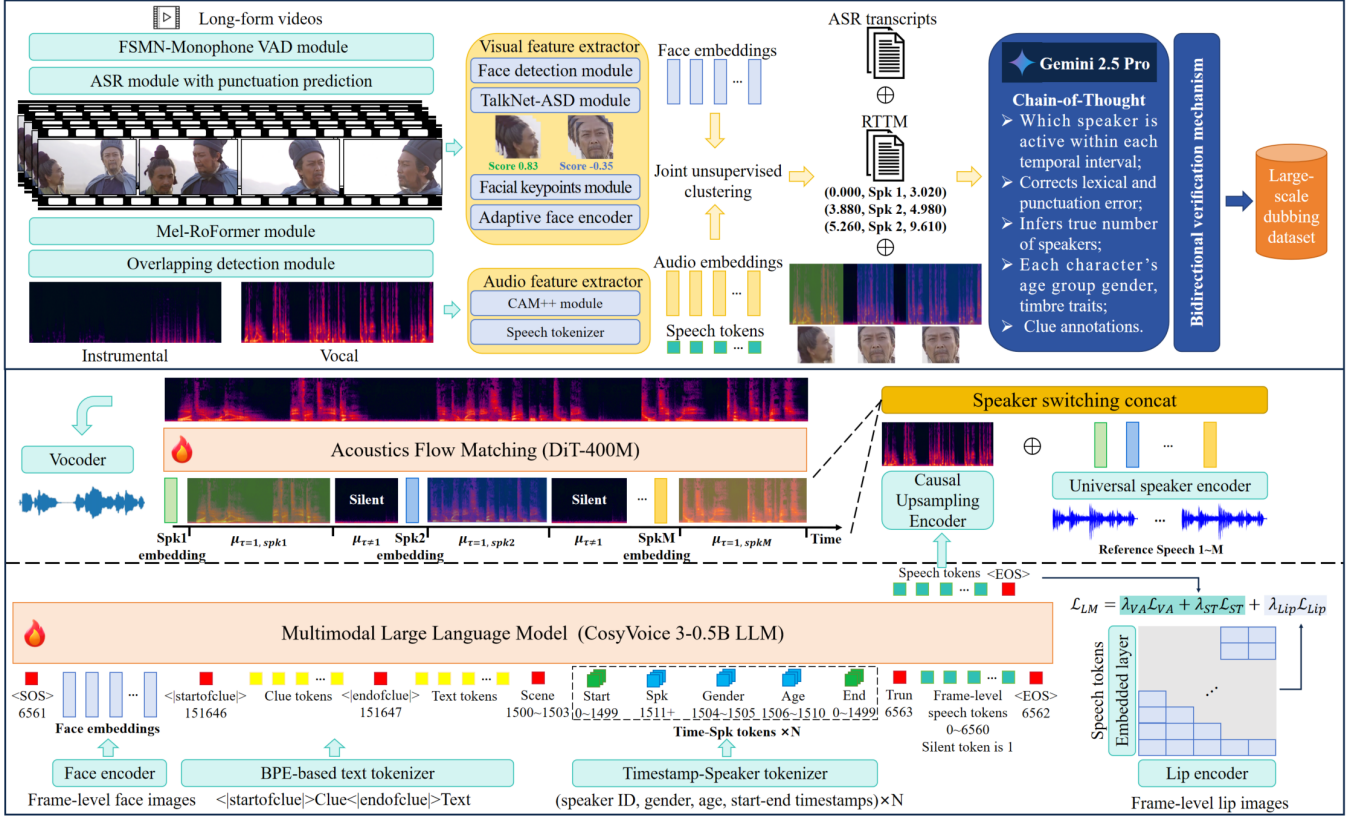 Long-form videos
FSMN-Monophone VAD module
ASR module with punctuation prediction
Mel-RoFormer module
Overlapping detection module
Instrumental
Vocal
Visual feature extractor
Face detection module
TalkNet-ASD module
Score 0.83
Score -0.35
Facial keypoints module
Adaptive face encoder
Audio feature extractor
CAM++ module
Speech tokenizer
Face embeddings
...
Joint unsupervised
clustering
Audio embeddings
...
Speech tokens
...
ASR transcripts
⊕
RTTM
(0.000, Spk 1, 3.020)
(3.880, Spk 2, 4.980)
(5.260, Spk 2, 9.610)
⊕
Gemini 2.5 Pro
Chain-of-Thought
➢ Which speaker is
active within each
temporal interval;
➢ Corrects lexical and
punctuation error;
➢ Infers true number
of speakers;
➢ Each character's
age group gender,
timbre traits;
➢ Clue annotations.
Bidirectional verification mechanism
Large-
scale
dubbing
dataset
Vocoder
Acoustics Flow Matching (DiT-400M)
Silent
Silent
...
Spk1
embedding
μτ=1, spk1
μτ≠1
Spk2
embedding
μτ=1, spk2
μτ≠1
SpkM
embedding
μτ=1, spkM
Time
Speaker switching concat
⊕
...
Causal
Upsampling
Encoder
Universal speaker encoder
...
...
Reference Speech 1~M
Speech tokens <EOS>
...
ℒLM = λVAℒVA + λSTℒST + λLipℒLip
Multimodal Large Language Model (CosyVoice 3-0.5B LLM)
<SOS>
6561
...
Face embeddings
<|startofclue|>
151646
...
Clue tokens
<|endofclue|>
151647
...
Text tokens
Scene
1500~1503
Start
0~1499
Spk
1511+
Gender
1504~1505
Age
1506~1510
End
0~1499
Time-Spk tokens ×N
Trun
6563
...
Frame-level
speech tokens
0~6560
Silent token is 1
<EOS>
6562
Speech tokens
Embedded layer
...
Face encoder
Frame-level face images
BPE-based text tokenizer
<|startofclue|>Clue<|endofclue|>Text
Timestamp-Speaker tokenizer
(speaker ID, gender, age, start-end timestamps)×N
Lip encoder
Frame-level lip images